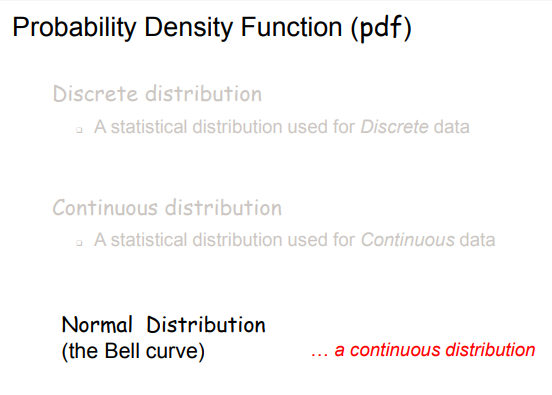 Probability Density Function (pdf)
Discrete distribution
A statistical distribution used for Discrete data
Continuous distribution
A statistical distribution used for Continuous data
Normal Distribution
(the Bell curve) ... a continuous distribution